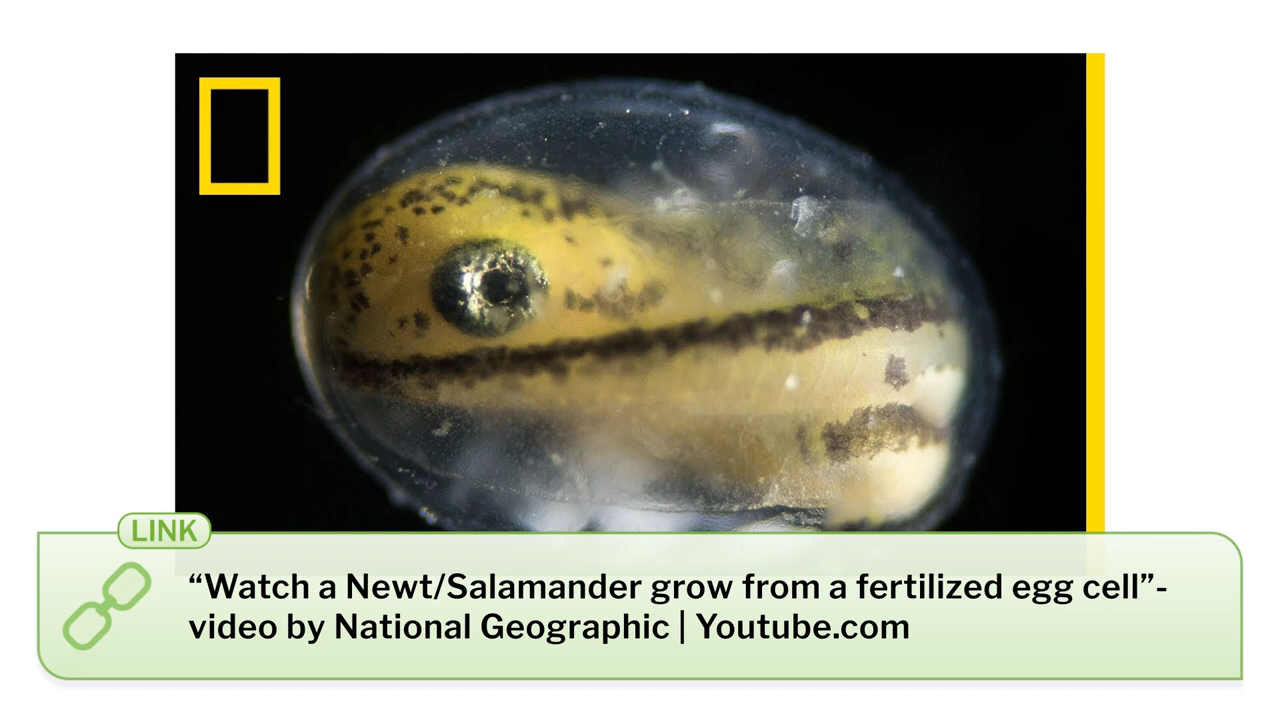 LINK
“Watch a Newt/Salamander grow from a fertilized egg cell”-
video by National Geographic | Youtube.com